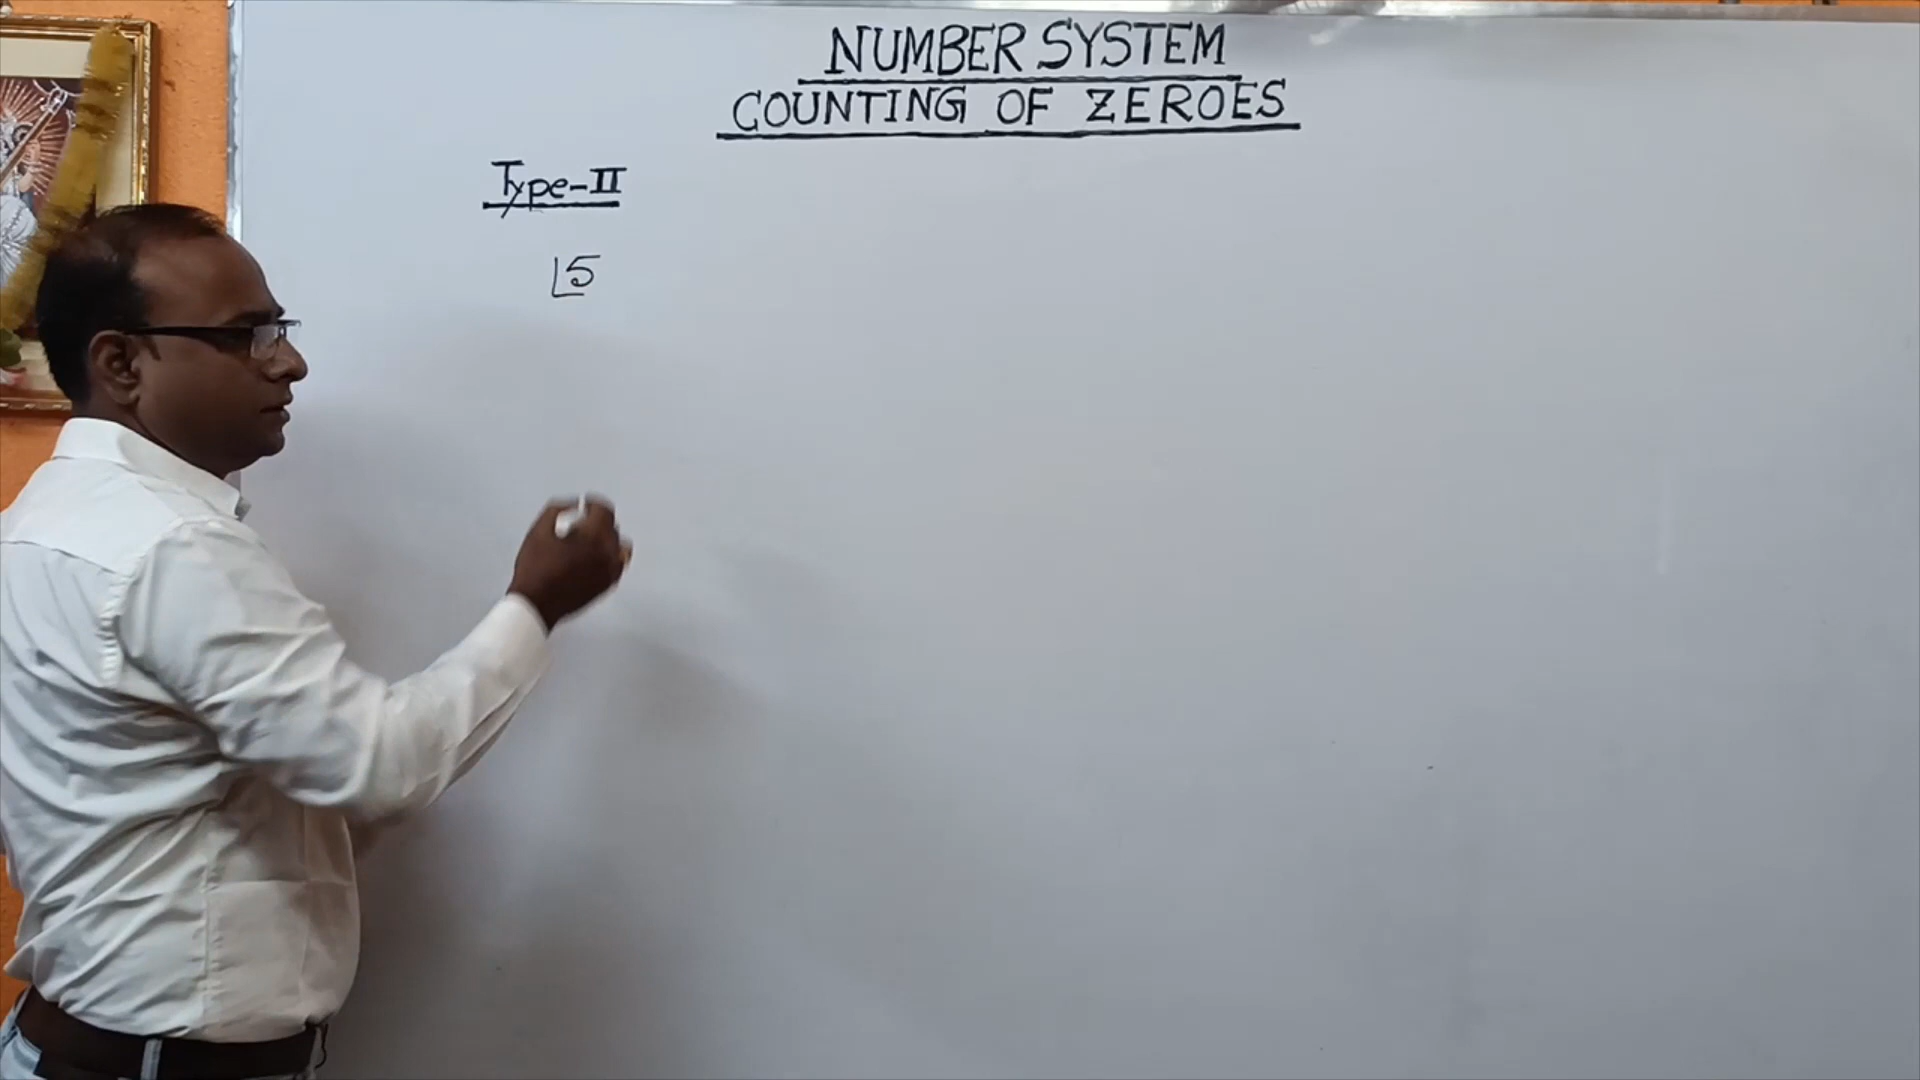 NUMBER SYSTEM
COUNTING OF ZEROES
Type-II
⌊5